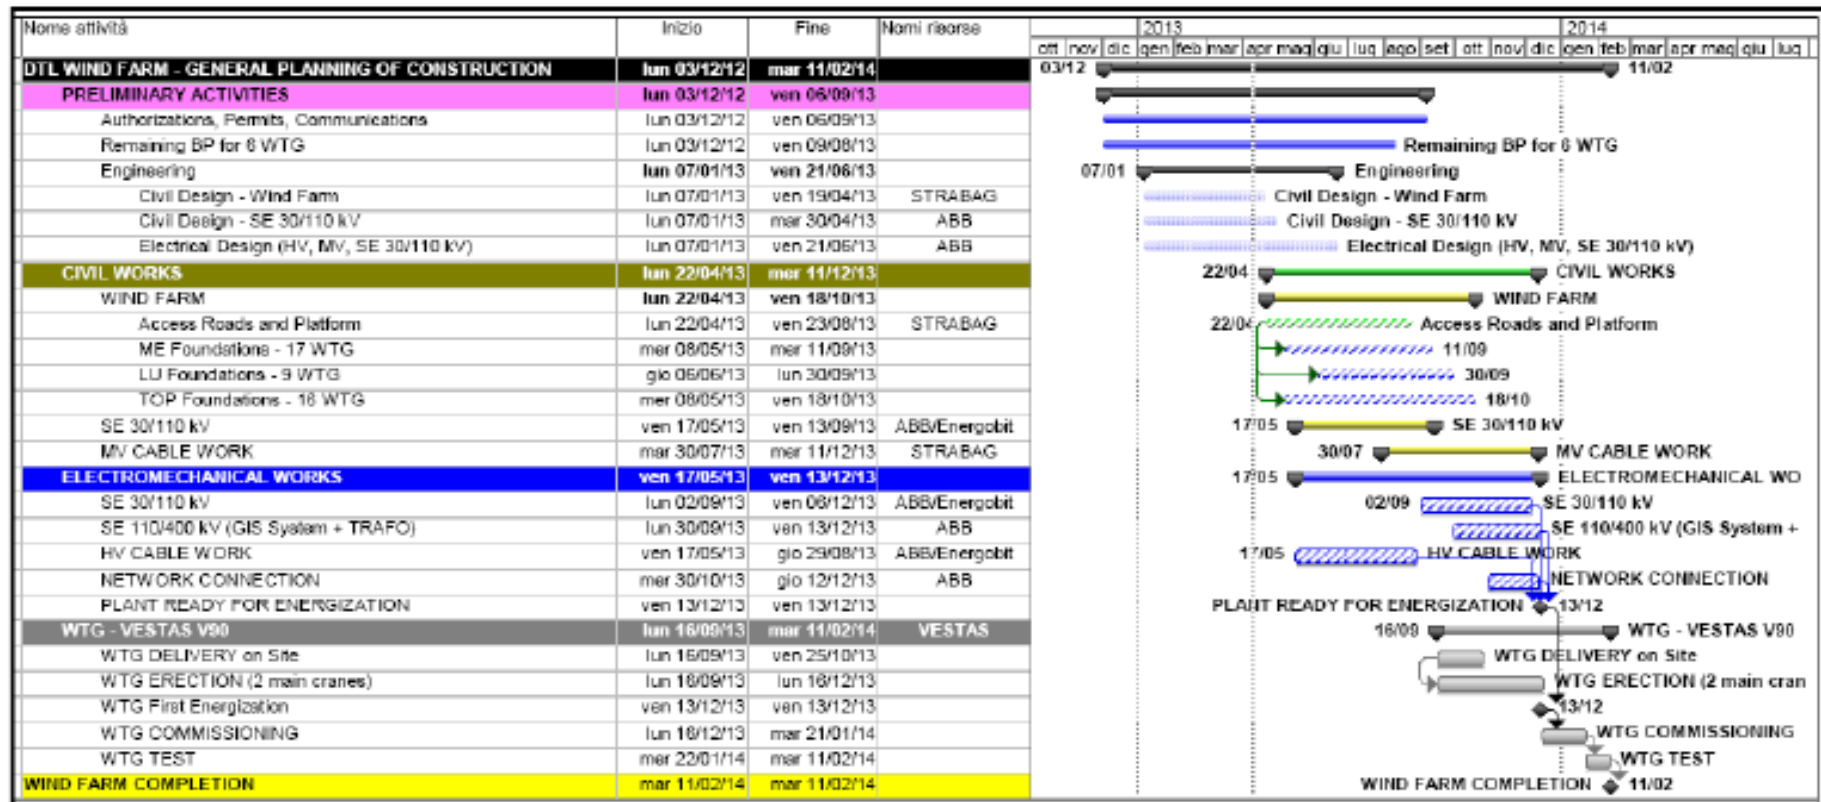 Nome attività Inizio Fine Nomi risorse 2013 2014
ott nov dic gen feb mar apr mag giu lug ago set ott nov dic gen feb mar apr mag giu lug
DTL WIND FARM - GENERAL PLANNING OF CONSTRUCTION lun 03/12/12 mar 11/02/14 03/12 11/02
PRELIMINARY ACTIVITIES lun 03/12/12 ven 06/09/13
Authorizations, Permits, Communications lun 03/12/12 ven 06/09/13
Remaining BP for 6 WTG lun 03/12/12 ven 09/08/13 Remaining BP for 6 WTG
Engineering lun 07/01/13 ven 21/06/13 07/01 Engineering
Civil Design - Wind Farm lun 07/01/13 ven 19/04/13 STRABAG Civil Design - Wind Farm
Civil Design - SE 30/110 kV lun 07/01/13 mar 30/04/13 ABB Civil Design - SE 30/110 kV
Electrical Design (HV, MV, SE 30/110 kV) lun 07/01/13 ven 21/06/13 ABB Electrical Design (HV, MV, SE 30/110 kV)
CIVIL WORKS lun 22/04/13 mer 11/12/13 22/04 CIVIL WORKS
WIND FARM lun 22/04/13 ven 18/10/13 WIND FARM
Access Roads and Platform lun 22/04/13 ven 23/08/13 STRABAG 22/04 Access Roads and Platform
ME Foundations - 17 WTG mer 08/05/13 mer 11/09/13 11/09
LU Foundations - 9 WTG gio 06/06/13 lun 30/09/13 30/09
TOP Foundations - 16 WTG mer 08/05/13 ven 18/10/13 18/10
SE 30/110 kV ven 17/05/13 ven 13/09/13 ABB/Energobit 17/05 SE 30/110 kV
MV CABLE WORK mar 30/07/13 mer 11/12/13 STRABAG 30/07 MV CABLE WORK
ELECTROMECHANICAL WORKS ven 17/05/13 ven 13/12/13 17/05 ELECTROMECHANICAL WO
SE 30/110 kV lun 02/09/13 ven 06/12/13 ABB/Energobit 02/09 SE 30/110 kV
SE 110/400 kV (GIS System + TRAFO) lun 30/09/13 ven 13/12/13 ABB SE 110/400 kV (GIS System +
HV CABLE WORK ven 17/05/13 gio 29/08/13 ABB/Energobit 17/05 HV CABLE WORK
NETWORK CONNECTION mer 30/10/13 gio 12/12/13 ABB NETWORK CONNECTION
PLANT READY FOR ENERGIZATION ven 13/12/13 ven 13/12/13 PLANT READY FOR ENERGIZATION 13/12
WTG - VESTAS V90 lun 16/09/13 mar 11/02/14 VESTAS 16/09 WTG - VESTAS V90
WTG DELIVERY on Site lun 16/09/13 ven 25/10/13 WTG DELIVERY on Site
WTG ERECTION (2 main cranes) lun 16/09/13 lun 16/12/13 WTG ERECTION (2 main cran
WTG First Energization ven 13/12/13 ven 13/12/13 13/12
WTG COMMISSIONING lun 16/12/13 mar 21/01/14 WTG COMMISSIONING
WTG TEST mer 22/01/14 mar 11/02/14 WTG TEST
WIND FARM COMPLETION mar 11/02/14 mar 11/02/14 WIND FARM COMPLETION 11/02